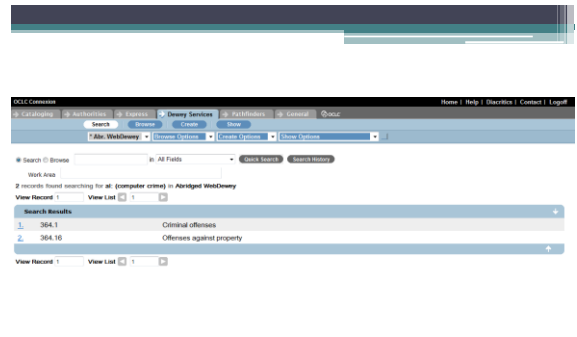 OCLC Connexion Home | Help | Diacritics | Contact | Logoff
Cataloging Authorities Express Dewey Services Pathfinders General OCLC
Search Browse Create Show
*Abr. WebDewey Browse Options Create Options Show Options
Search Browse in All Fields Quick Search Search History
Work Area
2 records found searching for al: (computer crime) in Abridged WebDewey
View Record 1 View List 1
Search Results
1. 364.1 Criminal offenses
2. 364.16 Offenses against property
View Record 1 View List 1